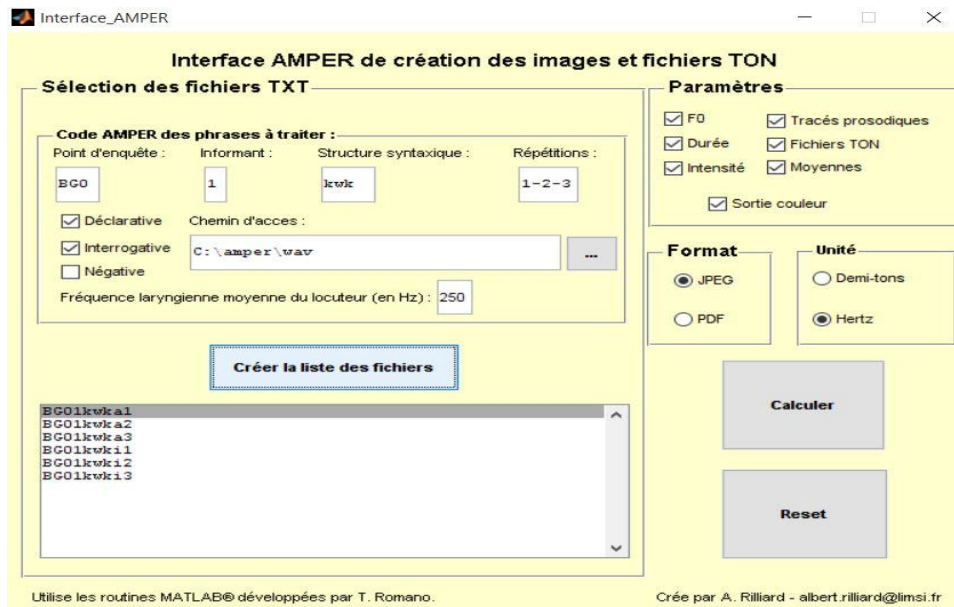 Interface_AMPER
Interface AMPER de création des images et fichiers TON
Sélection des fichiers TXT
Code AMPER des phrases à traiter :
Point d'enquête : Informant : Structure syntaxique : Répétitions :
BG0 1 kwk 1-2-3
Déclarative Chemin d'acces :
Interrogative C:\amper\wav ...
Négative
Fréquence laryngienne moyenne du locuteur (en Hz) : 250
Créer la liste des fichiers
BG01kwka1
BG01kwka2
BG01kwka3
BG01kwki1
BG01kwki2
BG01kwki3
Paramètres
F0 Tracés prosodiques
Durée Fichiers TON
Intensité Moyennes
Sortie couleur
Format
JPEG
PDF
Unité
Demi-tons
Hertz
Calculer
Reset
Utilise les routines MATLAB® développées par T. Romano.
Crée par A. Rilliard - albert.rilliard@limsi.fr